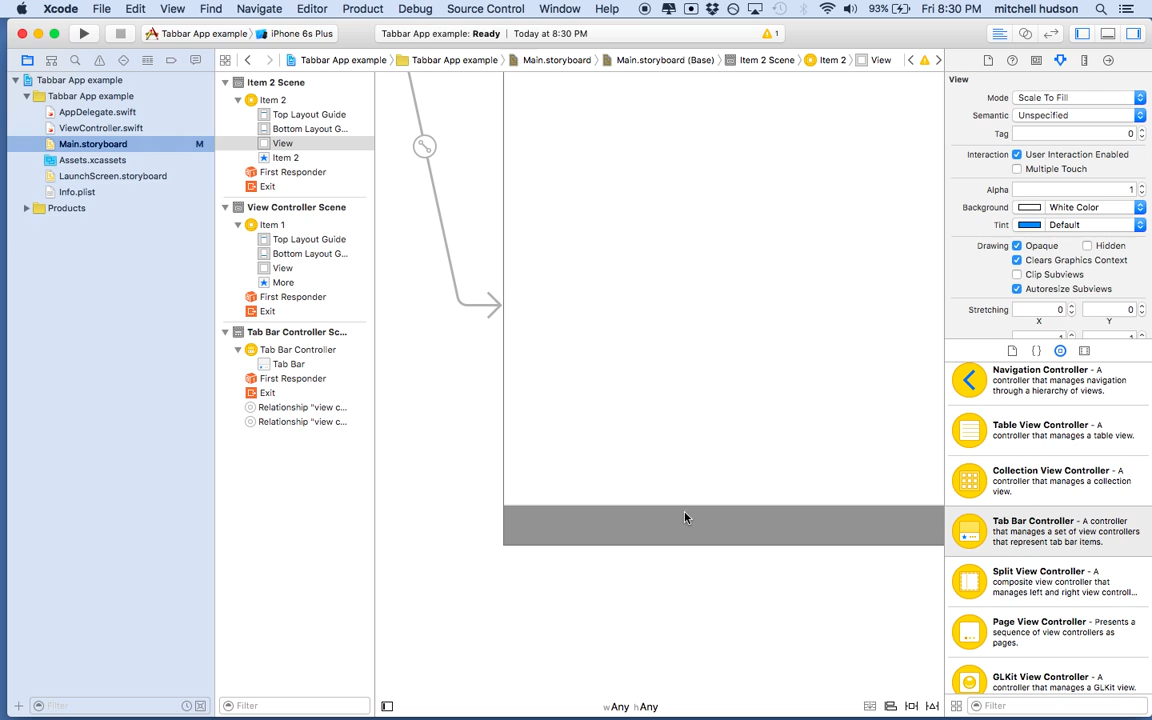 Xcode File Edit View Find Navigate Editor Product Debug Source Control Window Help 93% Fri 8:30 PM mitchell hudson
Tabbar App example iPhone 6s Plus Tabbar App example: Ready Today at 8:30 PM 1
Tabbar App example Tabbar App example Main.storyboard Main.storyboard (Base) Item 2 Scene Item 2 View
Tabbar App example
Tabbar App example
AppDelegate.swift
ViewController.swift
Main.storyboard M
Assets.xcassets
LaunchScreen.storyboard
Info.plist
Products
Filter
Item 2 Scene
Item 2
Top Layout Guide
Bottom Layout G...
View
Item 2
First Responder
Exit
View Controller Scene
Item 1
Top Layout Guide
Bottom Layout G...
View
More
First Responder
Exit
Tab Bar Controller Sc...
Tab Bar Controller
Tab Bar
First Responder
Exit
Relationship "view c...
Relationship "view c...
Filter
wAny hAny
View
Mode Scale To Fill
Semantic Unspecified
Tag 0
Interaction User Interaction Enabled
Multiple Touch
Alpha 1
Background White Color
Tint Default
Drawing Opaque Hidden
Clears Graphics Context
Clip Subviews
Autoresize Subviews
Stretching 0 0
X Y
Navigation Controller - A
controller that manages navigation
through a hierarchy of views.
Table View Controller - A
controller that manages a table view.
Collection View Controller - A
controller that manages a collection
view.
Tab Bar Controller - A controller
that manages a set of view controllers
that represent tab bar items.
Split View Controller - A
composite view controller that
manages left and right view controll...
Page View Controller - Presents a
sequence of view controllers as
pages.
GLKit View Controller - A
controller that manages a GLKit view.
Filter